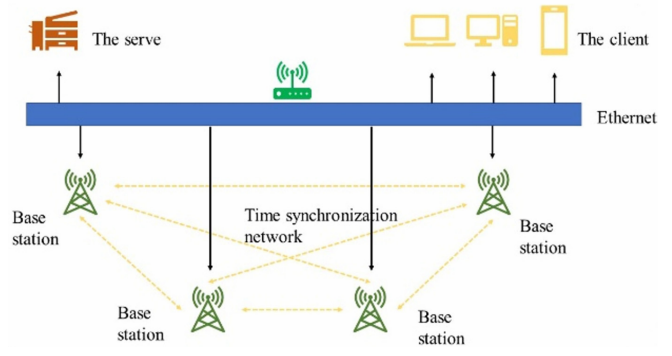 The serve
The client
Ethernet
Time synchronization
network
Base
station
Base
station
Base
station
Base
station